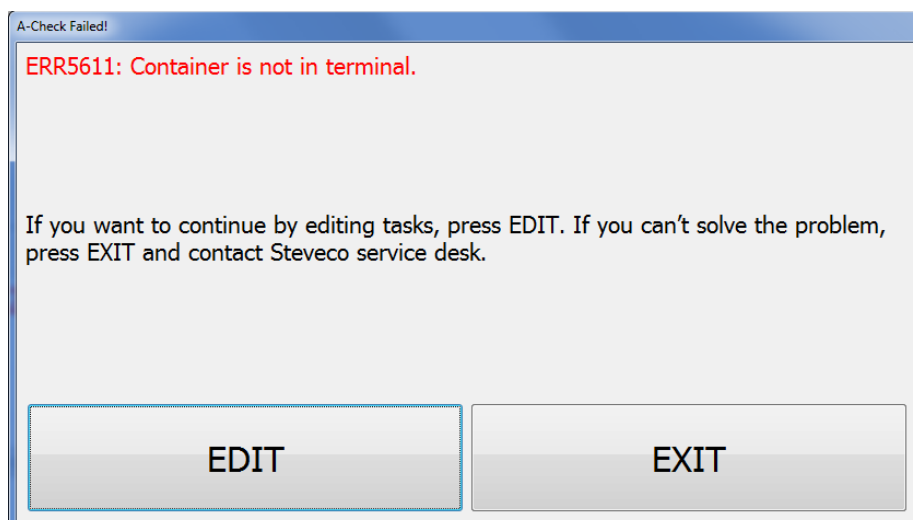 A-Check Failed!
ERR5611: Container is not in terminal.
If you want to continue by editing tasks, press EDIT. If you can’t solve the problem,
press EXIT and contact Steveco service desk.
EDIT
EXIT